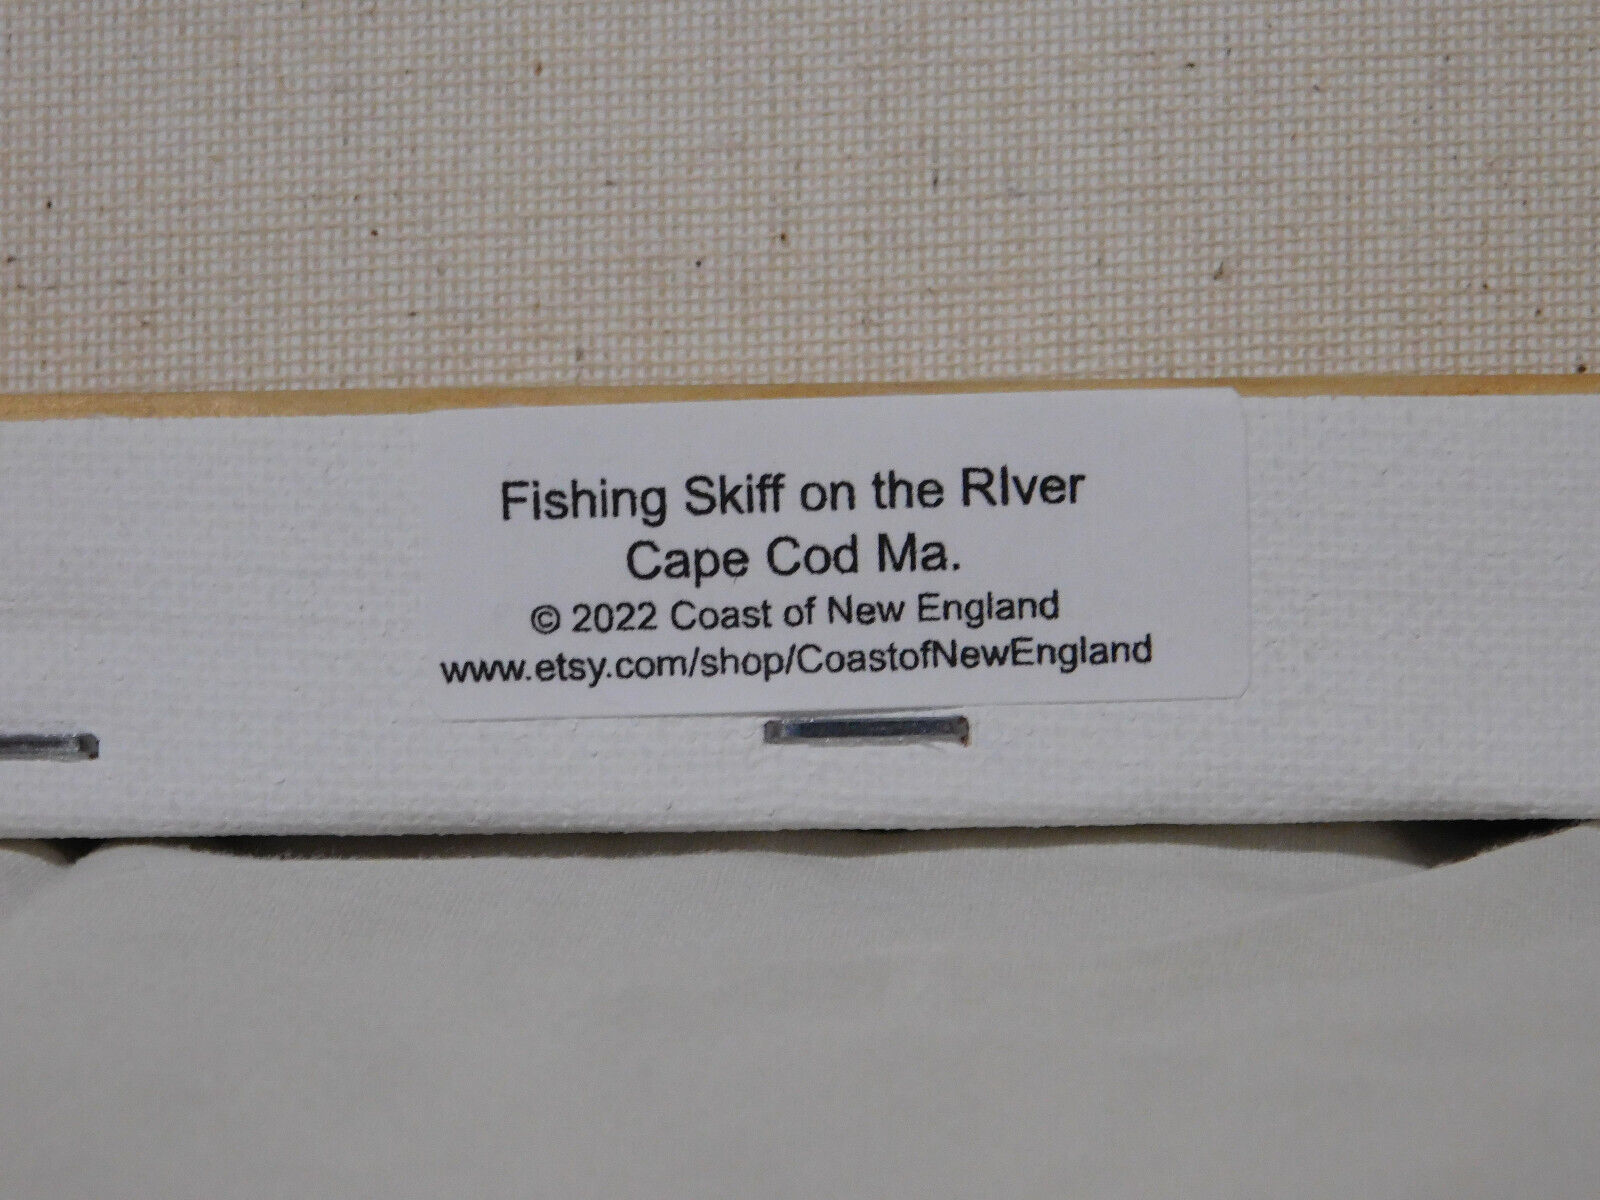 Fishing Skiff on the RIver
Cape Cod Ma.
© 2022 Coast of New England
www.etsy.com/shop/CoastofNewEngland